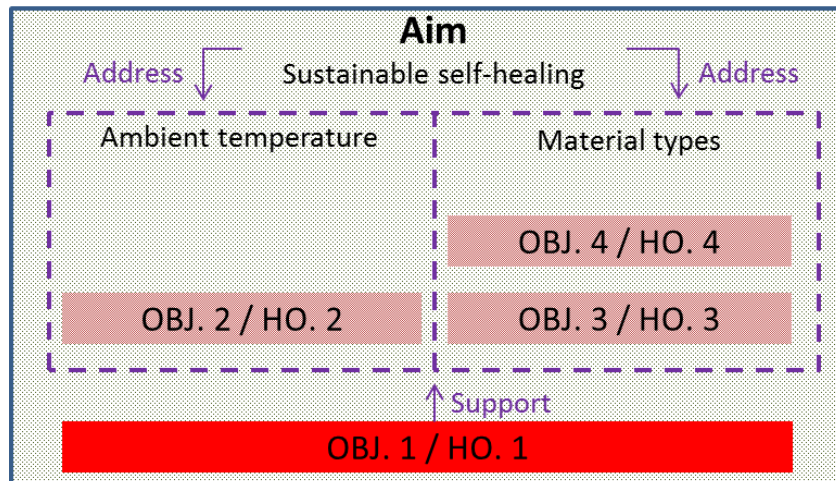 Aim
Address Sustainable self-healing Address
Ambient temperature
Material types
OBJ. 4 / HO. 4
OBJ. 2 / HO. 2
OBJ. 3 / HO. 3
Support
OBJ. 1 / HO. 1